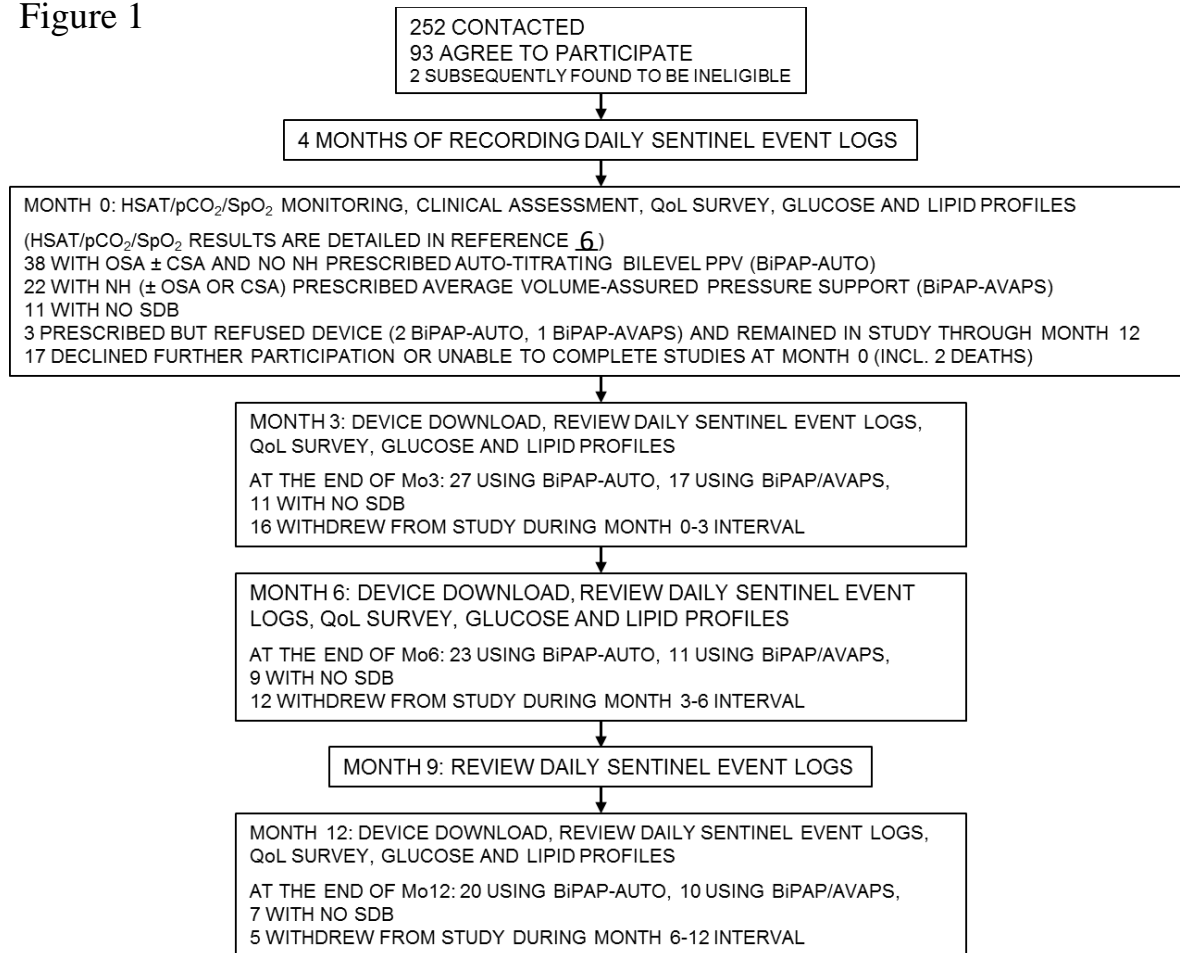 Figure 1
252 CONTACTED
93 AGREE TO PARTICIPATE
2 SUBSEQUENTLY FOUND TO BE INELIGIBLE
4 MONTHS OF RECORDING DAILY SENTINEL EVENT LOGS
MONTH 0: HSAT/pCO₂/SpO₂ MONITORING, CLINICAL ASSESSMENT, QoL SURVEY, GLUCOSE AND LIPID PROFILES
(HSAT/pCO₂/SpO₂ RESULTS ARE DETAILED IN REFERENCE 6)
38 WITH OSA ± CSA AND NO NH PRESCRIBED AUTO-TITRATING BILEVEL PPV (BiPAP-AUTO)
22 WITH NH (± OSA OR CSA) PRESCRIBED AVERAGE VOLUME-ASSURED PRESSURE SUPPORT (BiPAP-AVAPS)
11 WITH NO SDB
3 PRESCRIBED BUT REFUSED DEVICE (2 BiPAP-AUTO, 1 BiPAP-AVAPS) AND REMAINED IN STUDY THROUGH MONTH 12
17 DECLINED FURTHER PARTICIPATION OR UNABLE TO COMPLETE STUDIES AT MONTH 0 (INCL. 2 DEATHS)
MONTH 3: DEVICE DOWNLOAD, REVIEW DAILY SENTINEL EVENT LOGS,
QoL SURVEY, GLUCOSE AND LIPID PROFILES
AT THE END OF Mo3: 27 USING BiPAP-AUTO, 17 USING BiPAP/AVAPS,
11 WITH NO SDB
16 WITHDREW FROM STUDY DURING MONTH 0-3 INTERVAL
MONTH 6: DEVICE DOWNLOAD, REVIEW DAILY SENTINEL EVENT
LOGS, QoL SURVEY, GLUCOSE AND LIPID PROFILES
AT THE END OF Mo6: 23 USING BiPAP-AUTO, 11 USING BiPAP/AVAPS,
9 WITH NO SDB
12 WITHDREW FROM STUDY DURING MONTH 3-6 INTERVAL
MONTH 9: REVIEW DAILY SENTINEL EVENT LOGS
MONTH 12: DEVICE DOWNLOAD, REVIEW DAILY SENTINEL EVENT LOGS,
QoL SURVEY, GLUCOSE AND LIPID PROFILES
AT THE END OF Mo12: 20 USING BiPAP-AUTO, 10 USING BiPAP/AVAPS,
7 WITH NO SDB
5 WITHDREW FROM STUDY DURING MONTH 6-12 INTERVAL